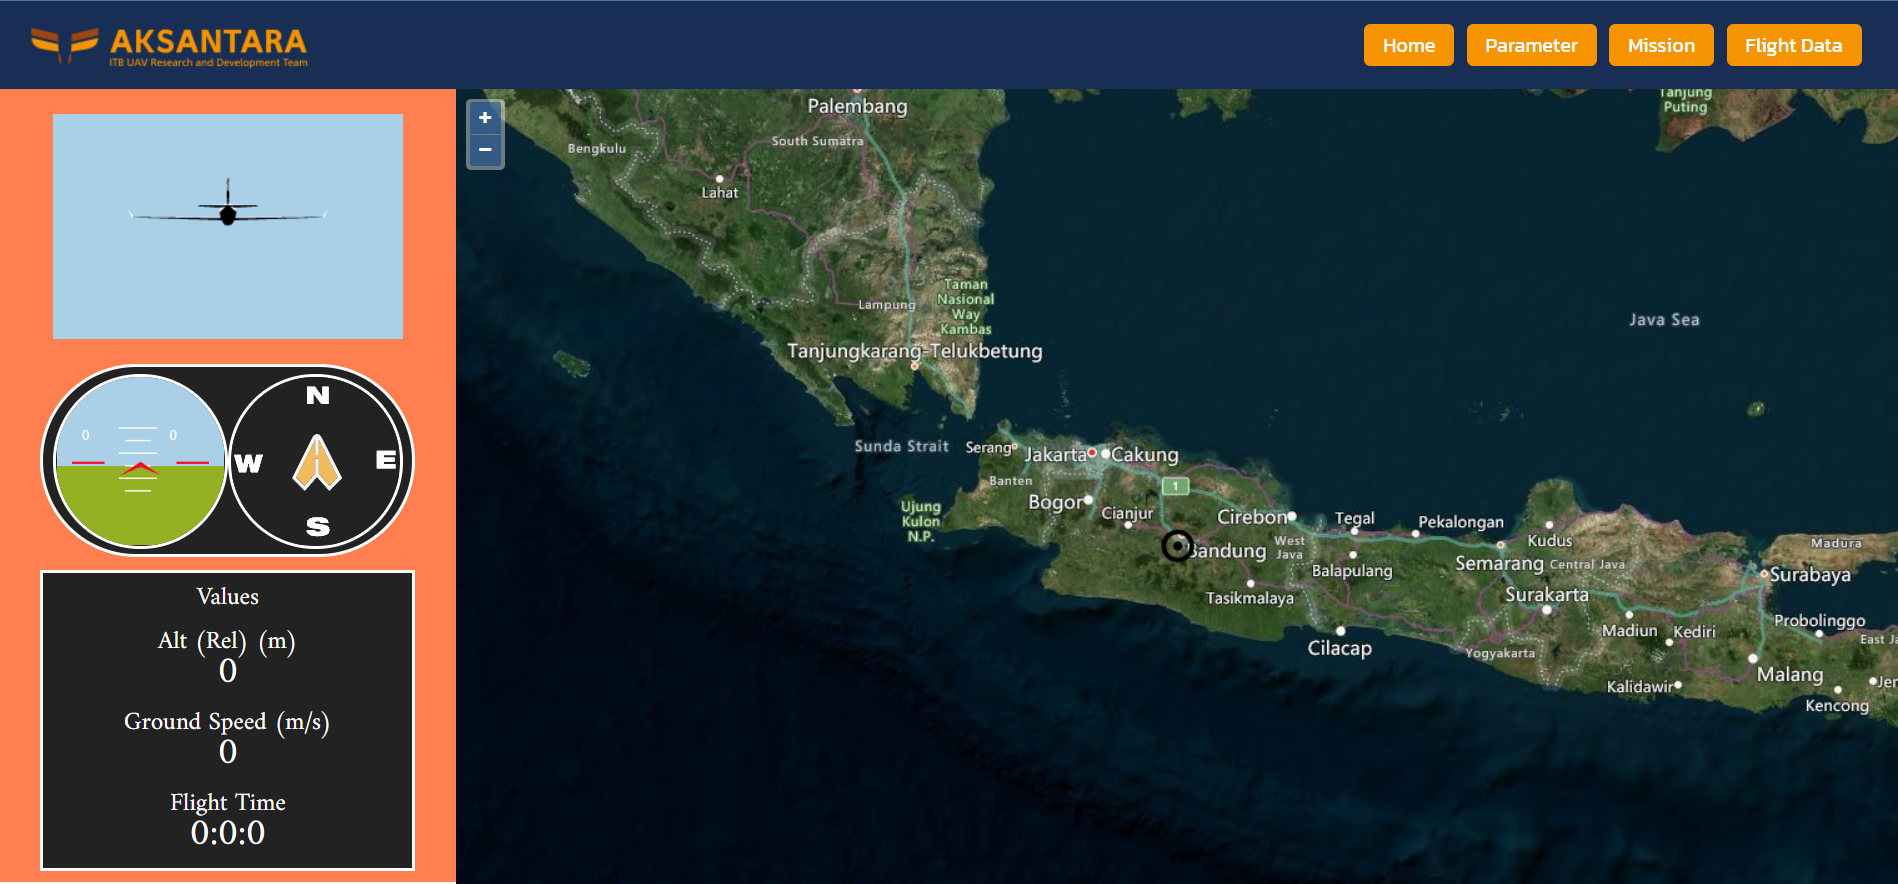 AKSANTARA
ITB UAV Research and Development Team
Home
Parameter
Mission
Flight Data
+
−
0
0
N
W
E
S
Values
Alt (Rel) (m)
0
Ground Speed (m/s)
0
Flight Time
0:0:0
Palembang
South Sumatra
Bengkulu
Lahat
Tanjung
Puting
Taman
Nasional
Way
Kambas
Lampung
Tanjungkarang-Telukbetung
Java Sea
Sunda Strait
Serang
Jakarta
Cakung
Banten
1
Bogor
Cianjur
Ujung
Kulon
N.P.
Cirebon
Tegal
Pekalongan
Kudus
Madura
Bandung
West
Java
Balapulang
Semarang
Central Java
Surabaya
Tasikmalaya
Surakarta
Madiun
Kediri
Probolinggo
East Ja
Cilacap
Yogyakarta
Kalidawir
Malang
Jer
Kencong